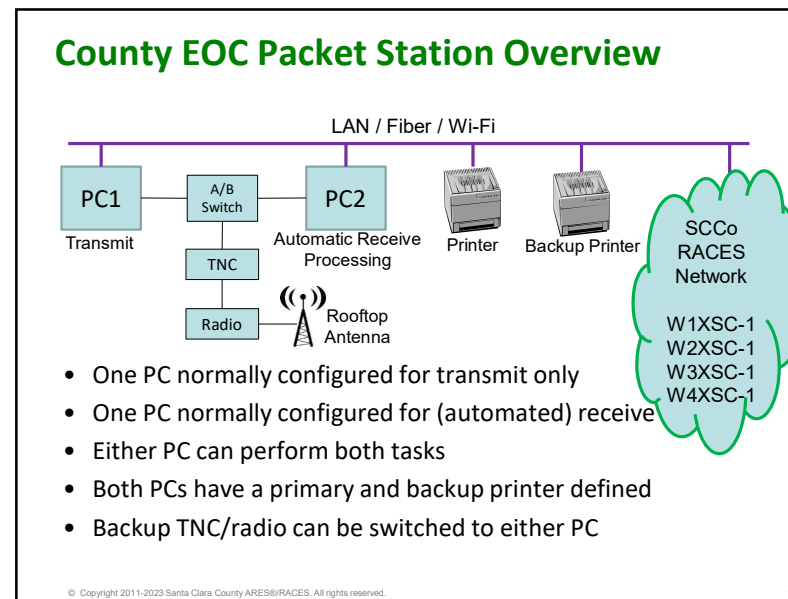 County EOC Packet Station Overview
LAN / Fiber / Wi-Fi
PC1
A/B
Switch
PC2
Transmit
Automatic Receive
Processing
Printer
Backup Printer
TNC
Radio
Rooftop
Antenna
SCCo
RACES
Network
W1XSC-1
W2XSC-1
W3XSC-1
W4XSC-1
• One PC normally configured for transmit only
• One PC normally configured for (automated) receive
• Either PC can perform both tasks
• Both PCs have a primary and backup printer defined
• Backup TNC/radio can be switched to either PC
© Copyright 2011-2023 Santa Clara County ARES®/RACES. All rights reserved.